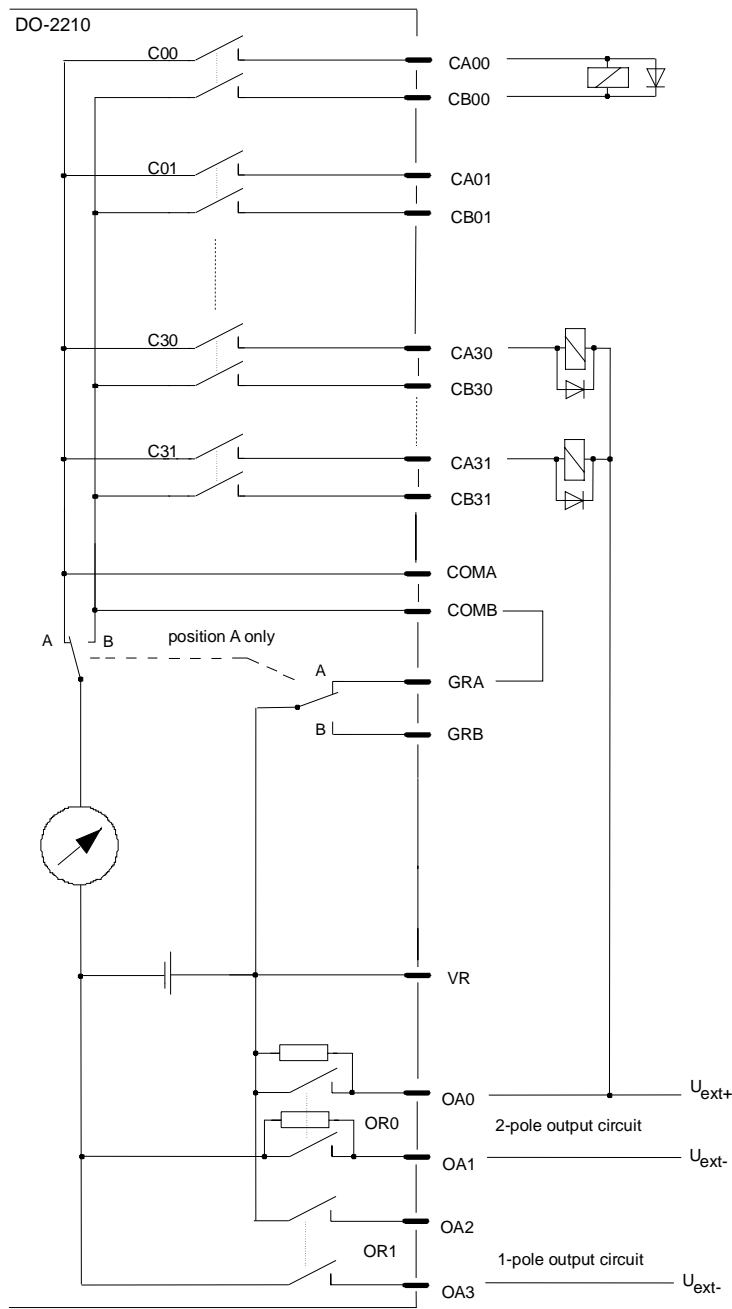 DO-2210
C00
CA00
CB00
C01
CA01
CB01
C30
CA30
CB30
C31
CA31
CB31
COMA
COMB
A B position A only
A GRA
B GRB
VR
OA0 Uext+
OR0 2-pole output circuit
OA1 Uext-
OA2
OR1 1-pole output circuit
OA3 Uext-